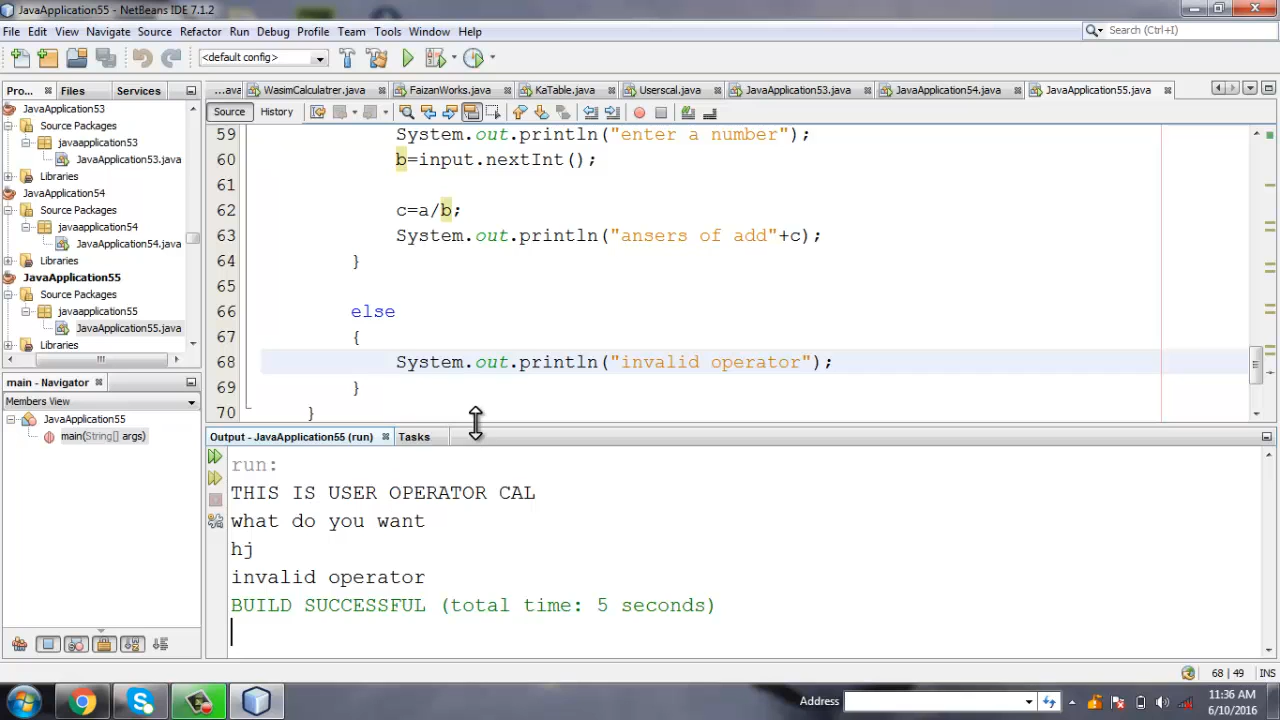 JavaApplication55 - NetBeans IDE 7.1.2
File Edit View Navigate Source Refactor Run Debug Profile Team Tools Window Help
Search (Ctrl+I)
<default config>
Pro... Files Services
...ava WasimCalculatrer.java FaizanWorks.java KaTable.java Userscal.java JavaApplication53.java JavaApplication54.java JavaApplication55.java
Source History
JavaApplication53
Source Packages
javaapplication53
JavaApplication53.java
Libraries
JavaApplication54
Source Packages
javaapplication54
JavaApplication54.java
Libraries
JavaApplication55
Source Packages
javaapplication55
JavaApplication55.java
Libraries
main - Navigator
Members View
JavaApplication55
main(String[] args)
59 System.out.println("enter a number");
60 b=input.nextInt();
61
62 c=a/b;
63 System.out.println("ansers of add"+c);
64 }
65
66 else
67 {
68 System.out.println("invalid operator");
69 }
70 }
Output - JavaApplication55 (run) Tasks
run:
THIS IS USER OPERATOR CAL
what do you want
hj
invalid operator
BUILD SUCCESSFUL (total time: 5 seconds)
68 | 49 INS
Address
11:36 AM
6/10/2016